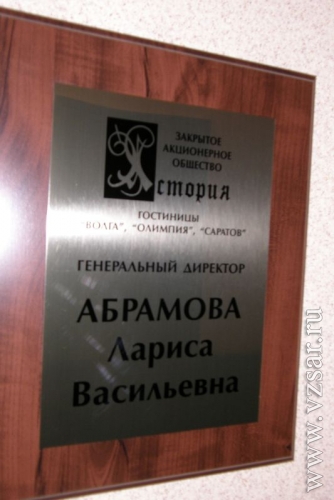 ЗАКРЫТОЕ
АКЦИОНЕРНОЕ
ОБЩЕСТВО
История
ГОСТИНИЦЫ
"ВОЛГА", "ОЛИМПИЯ", "САРАТОВ"
ГЕНЕРАЛЬНЫЙ ДИРЕКТОР
АБРАМОВА
Лариса
Васильевна
© www.vzsar.ru